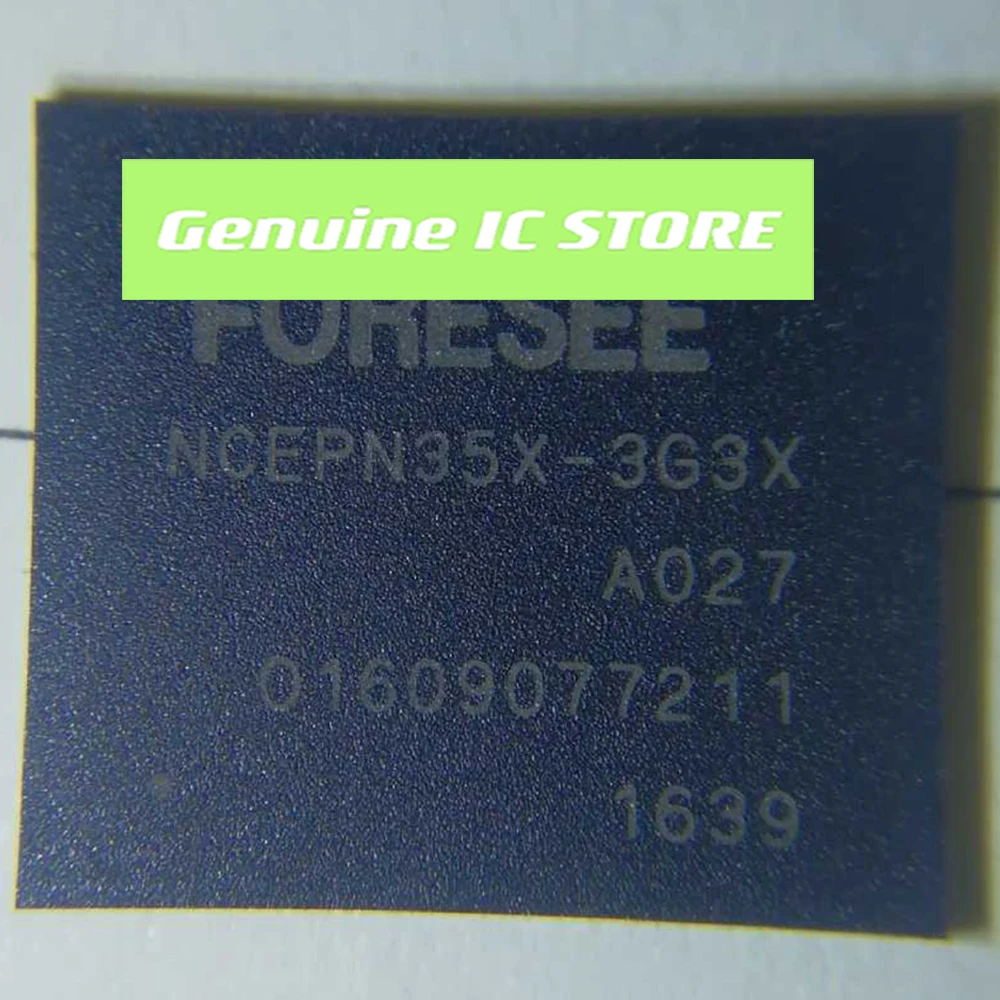 Genuine IC STORE
FORESEE
NCEPN35X-3G3X
A027
01609077211
1639